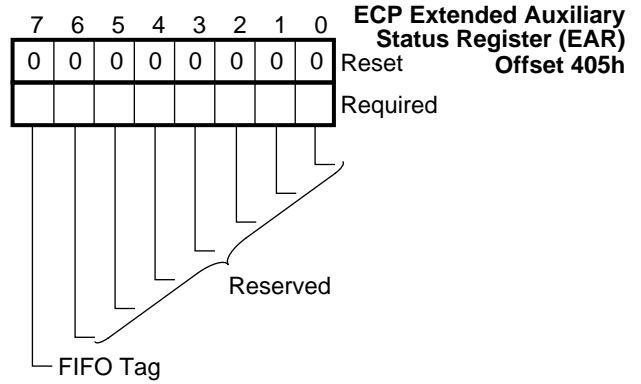 ECP Extended Auxiliary
Status Register (EAR)
Offset 405h
7 6 5 4 3 2 1 0
0 0 0 0 0 0 0 0 Reset
Required
Reserved
FIFO Tag